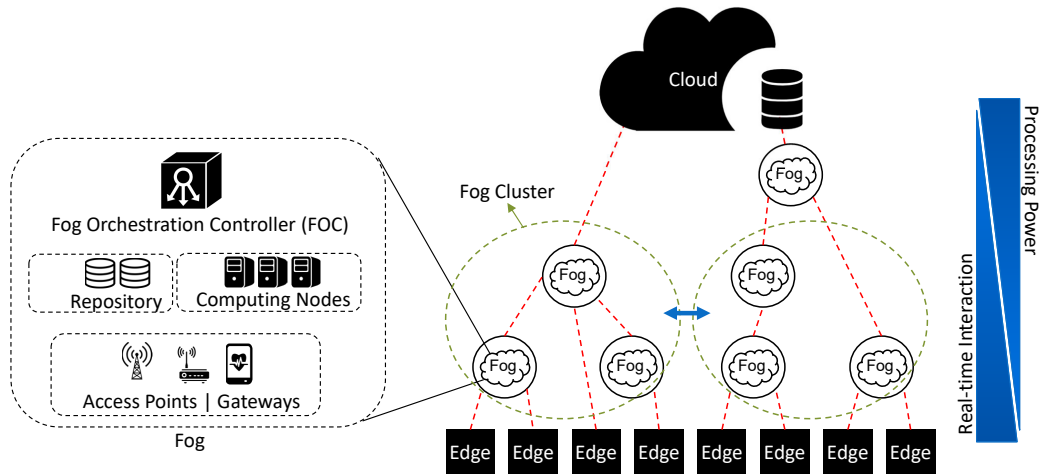 Cloud
Fog
Fog Cluster
Fog Orchestration Controller (FOC)
Fog
Fog
Repository
Computing Nodes
Fog
Fog
Fog
Fog
Access Points | Gateways
Fog
Edge
Edge
Edge
Edge
Edge
Edge
Edge
Edge
Processing Power
Real-time Interaction